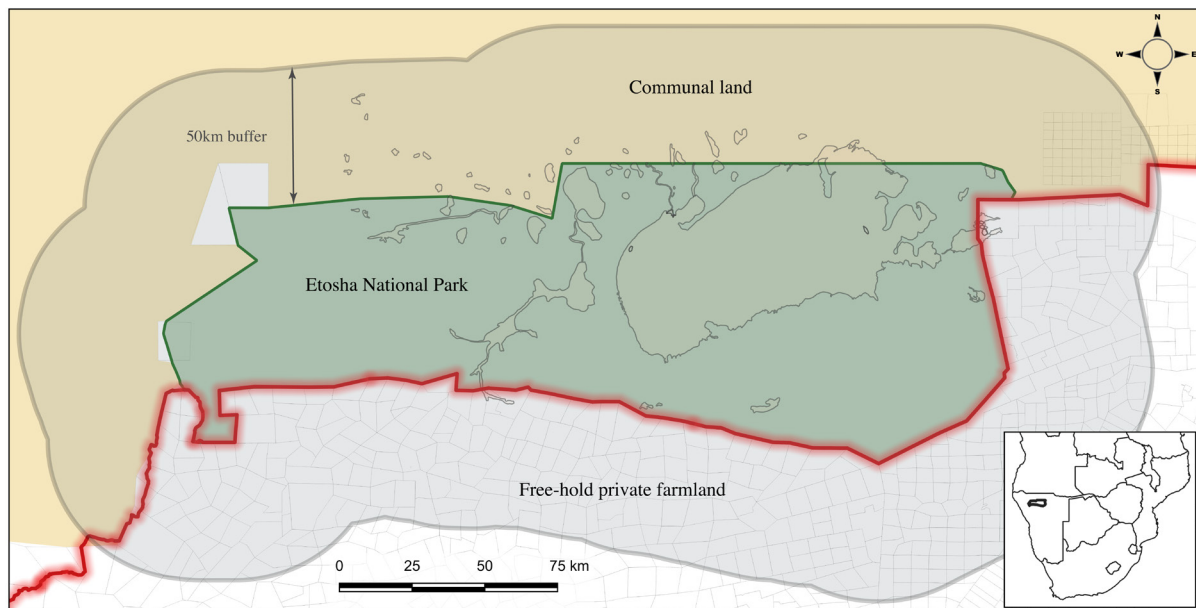 N
W E
S
Communal land
50km buffer
Etosha National Park
Free-hold private farmland
0 25 50 75 km